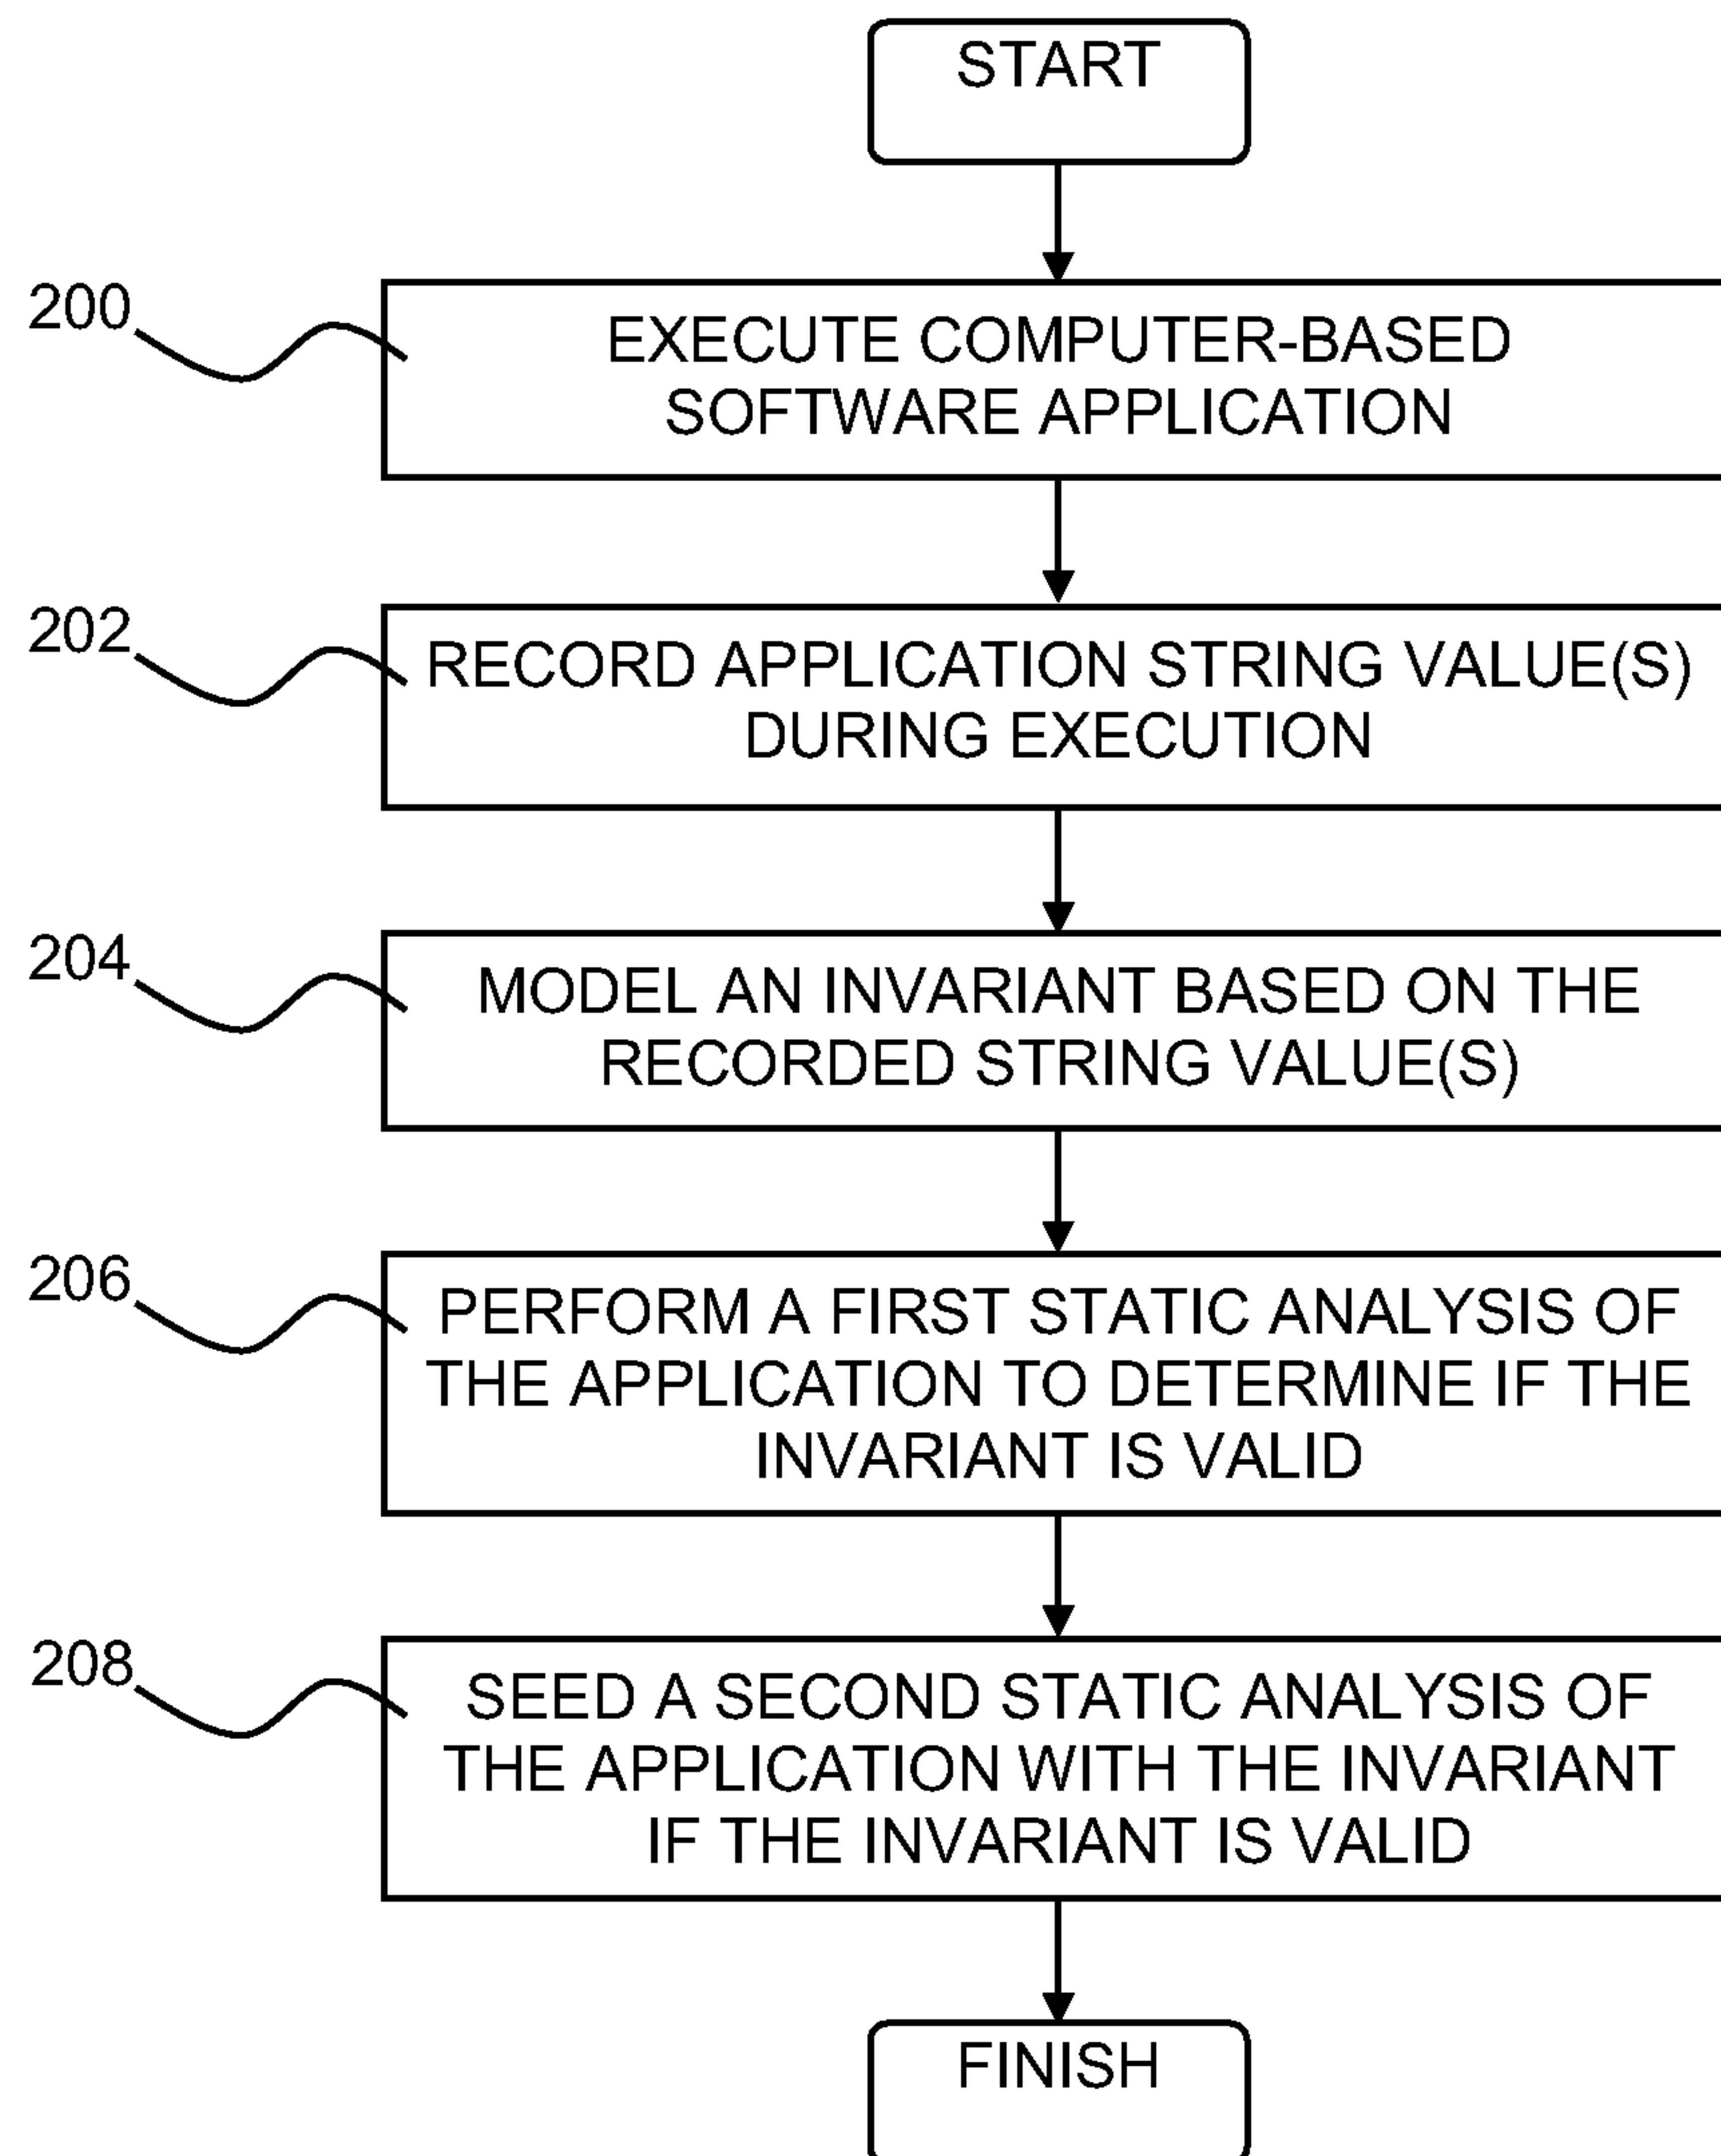 START
200
EXECUTE COMPUTER-BASED
SOFTWARE APPLICATION
202
RECORD APPLICATION STRING VALUE(S)
DURING EXECUTION
204
MODEL AN INVARIANT BASED ON THE
RECORDED STRING VALUE(S)
206
PERFORM A FIRST STATIC ANALYSIS OF
THE APPLICATION TO DETERMINE IF THE
INVARIANT IS VALID
208
SEED A SECOND STATIC ANALYSIS OF
THE APPLICATION WITH THE INVARIANT
IF THE INVARIANT IS VALID
FINISH